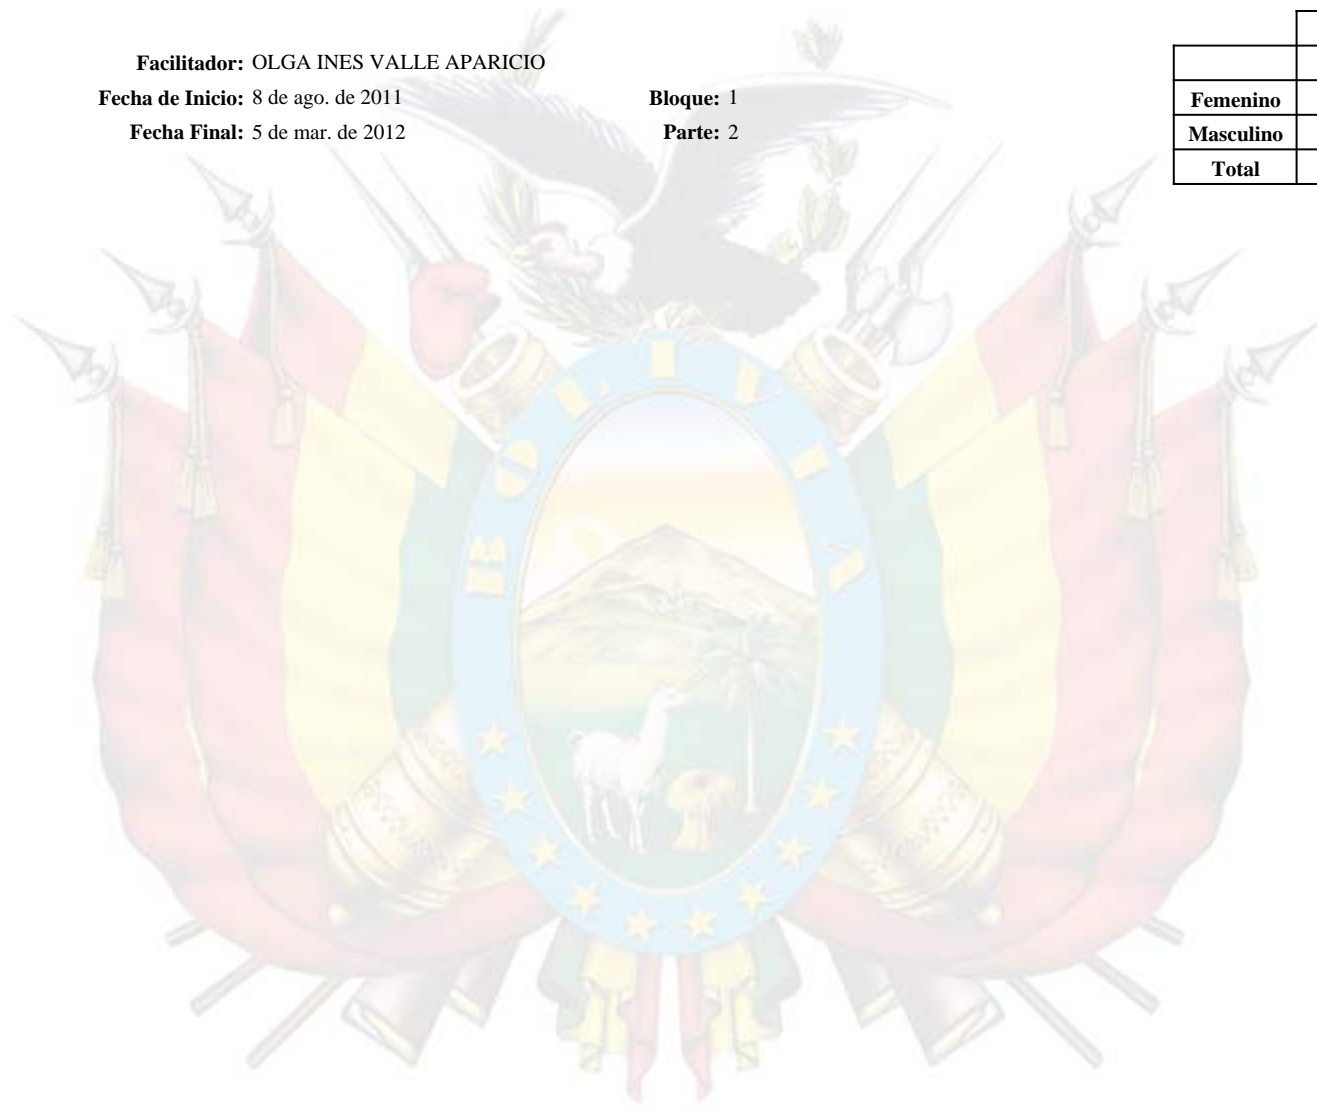 Facilitador: OLGA INES VALLE APARICIO
Fecha de Inicio: 8 de ago. de 2011 Bloque: 1
Fecha Final: 5 de mar. de 2012 Parte: 2
Femenino
Masculino
Total
BOLIVIA